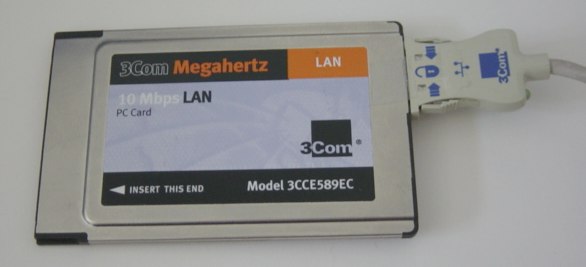 3Com Megahertz
LAN
10 Mbps LAN
PC Card
3Com®
INSERT THIS END
Model 3CCE589EC
3Com®